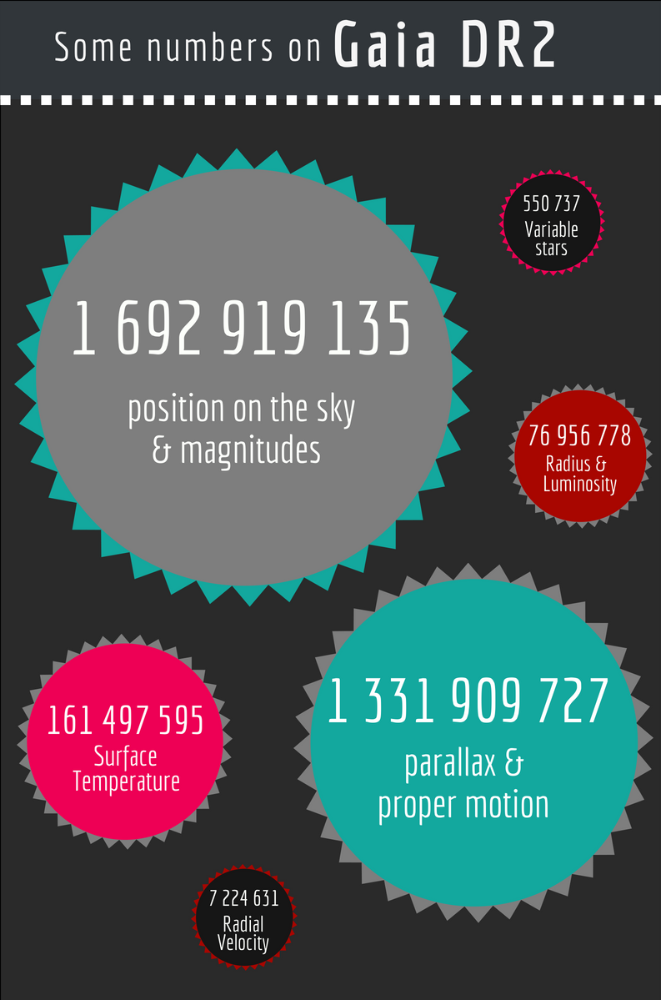 Some numbers on Gaia DR2
550 737
Variable
stars
1 692 919 135
position on the sky
& magnitudes
76 956 778
Radius &
Luminosity
161 497 595
Surface
Temperature
1 331 909 727
parallax &
proper motion
7 224 631
Radial
Velocity